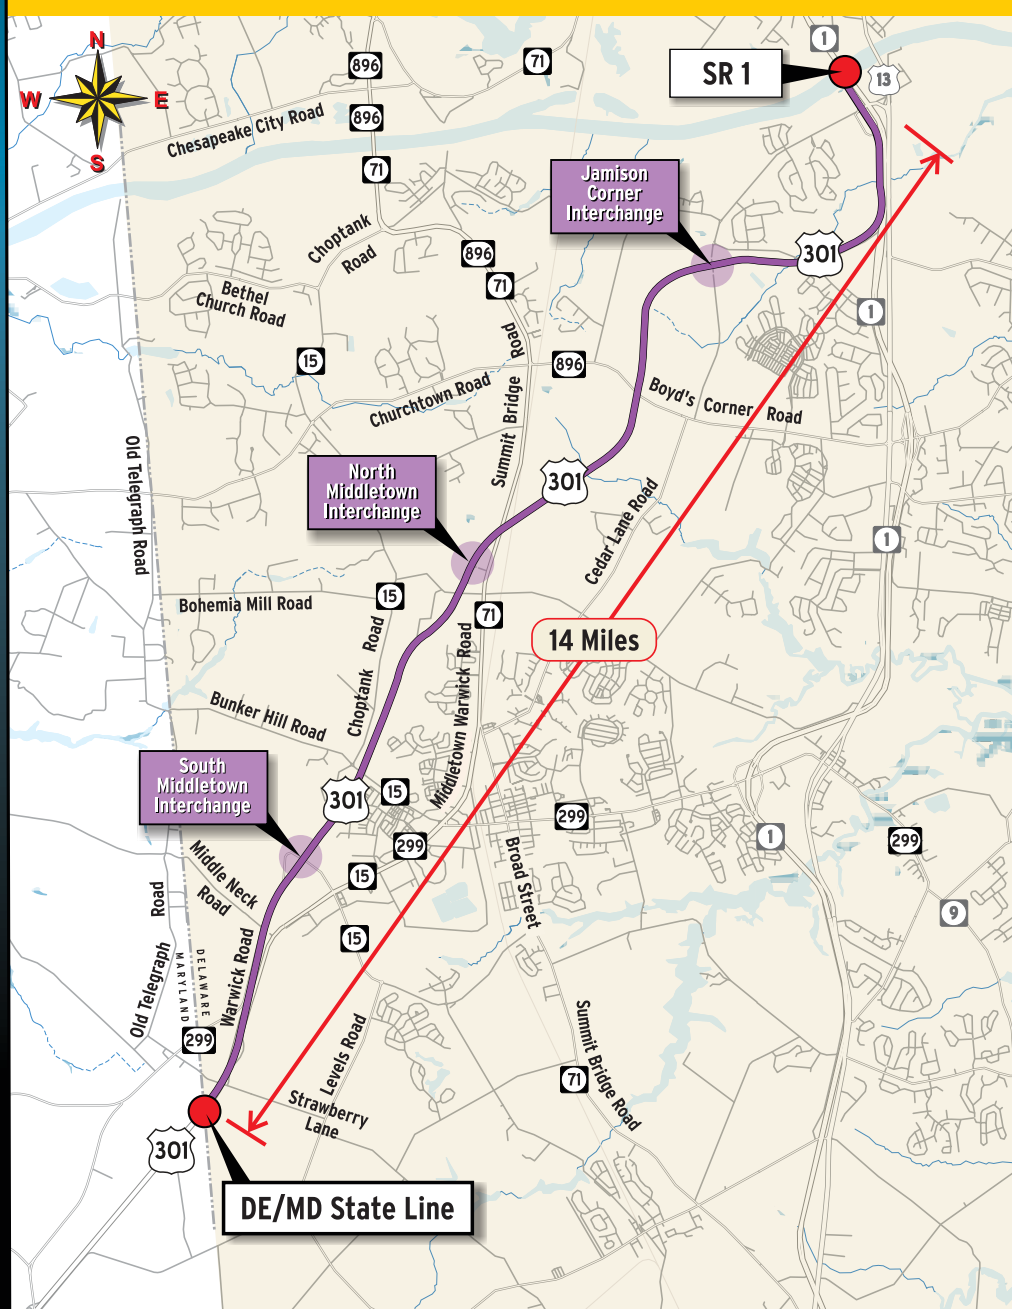 N
W
E
S
1
SR 1
13
896
71
Chesapeake City Road
896
71
Jamison
Corner
Interchange
Choptank
Road
896
301
71
Bethel
Church Road
1
Road
15
896
Churchtown Road
Summit Bridge
Boyd's Corner Road
Old Telegraph Road
North
Middletown
Interchange
301
Cedar Lane Road
1
Bohemia Mill Road
15
71
Road
14 Miles
Choptank
Middletown Warwick Road
Bunker Hill Road
South
Middletown
Interchange
301
15
299
1
299
299
Middle Neck
Road
15
Broad Street
Road
9
15
Old Telegraph
DELAWARE
MARYLAND
Warwick Road
299
Levels Road
Summit Bridge Road
71
Strawberry
Lane
301
DE/MD State Line